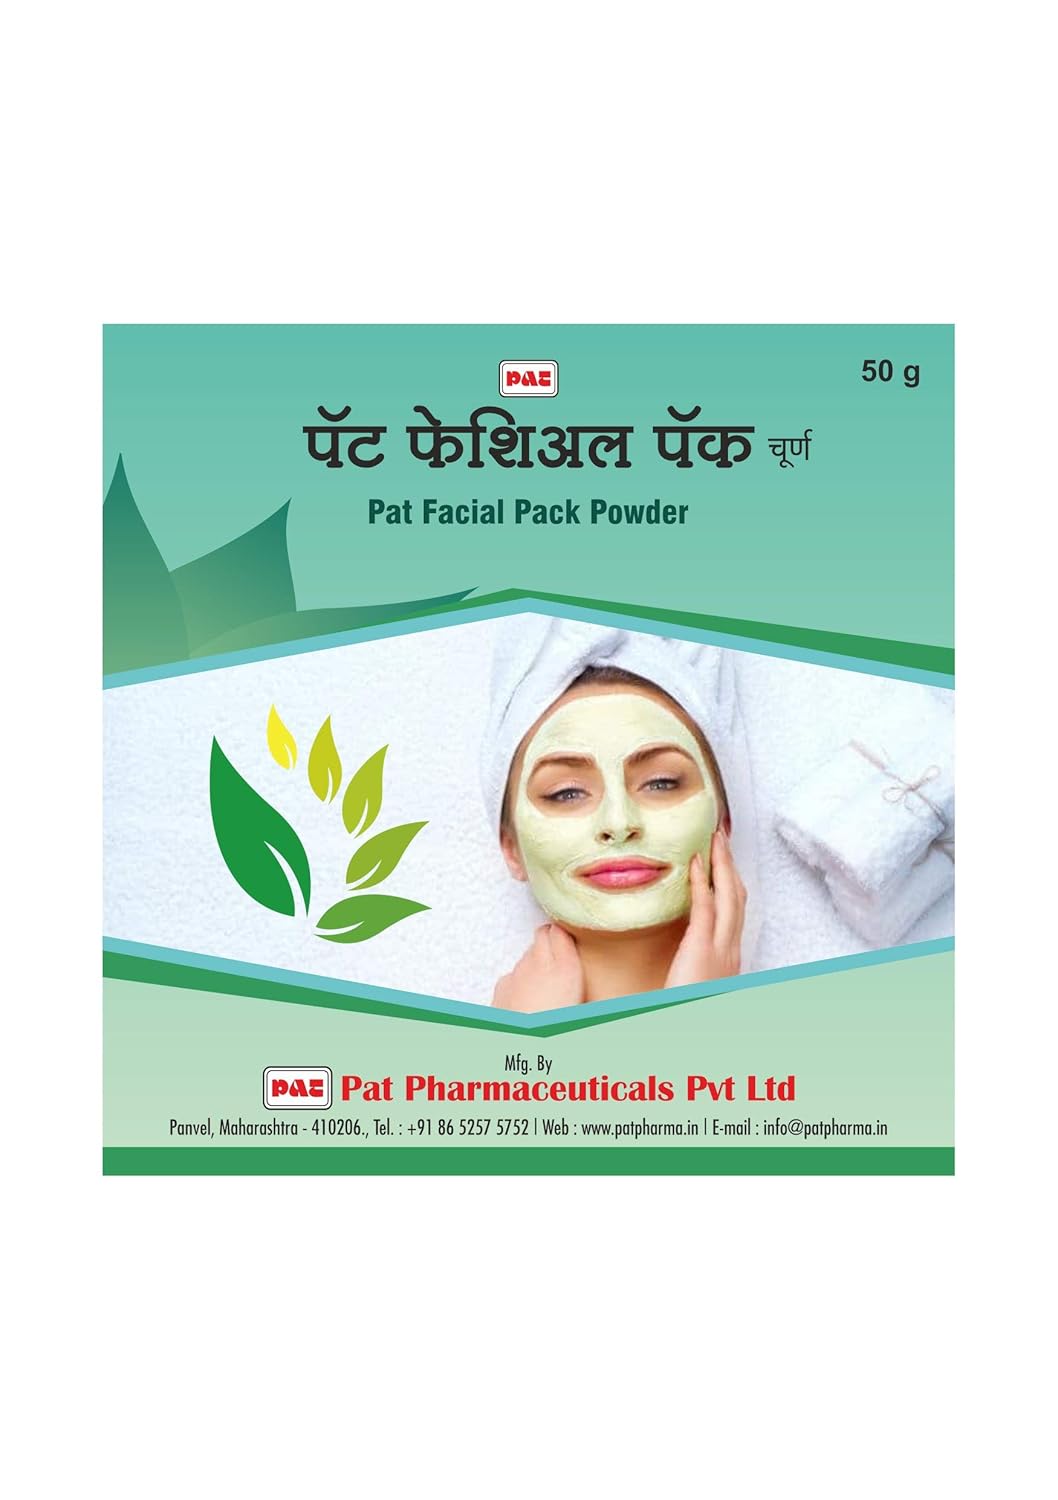 PAT
50 g
पॅट फेशिअल पॅक चूर्ण
Pat Facial Pack Powder
Mfg. By
PAT Pat Pharmaceuticals Pvt Ltd
Panvel, Maharashtra - 410206., Tel. : +91 86 5257 5752 | Web : www.patpharma.in | E-mail : info@patpharma.in